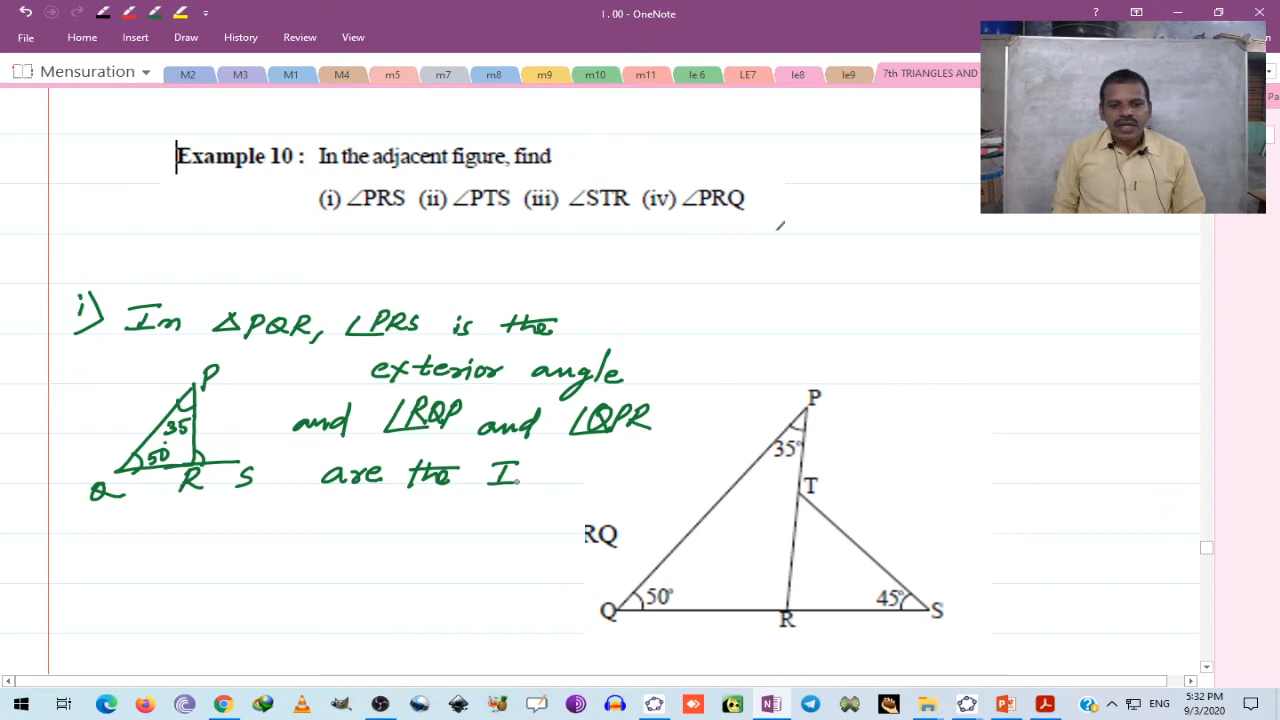 1.00 - OneNote
File Home Insert Draw History Review View
Mensuration M2 M3 M1 M4 m5 m7 m8 m9 m10 m11 le 6 LE7 le8 le9 7th TRIANGLES AND
Pa
Example 10 : In the adjacent figure, find
(i) ∠PRS (ii) ∠PTS (iii) ∠STR (iv) ∠PRQ
i) In △PQR, ∠PRS is the
exterior angle
and ∠RQP and ∠QPR
are the I
P
35
50°
Q R S
P
35°
T
RQ
50° 45°
Q R S
ENG
5:32 PM
9/3/2020